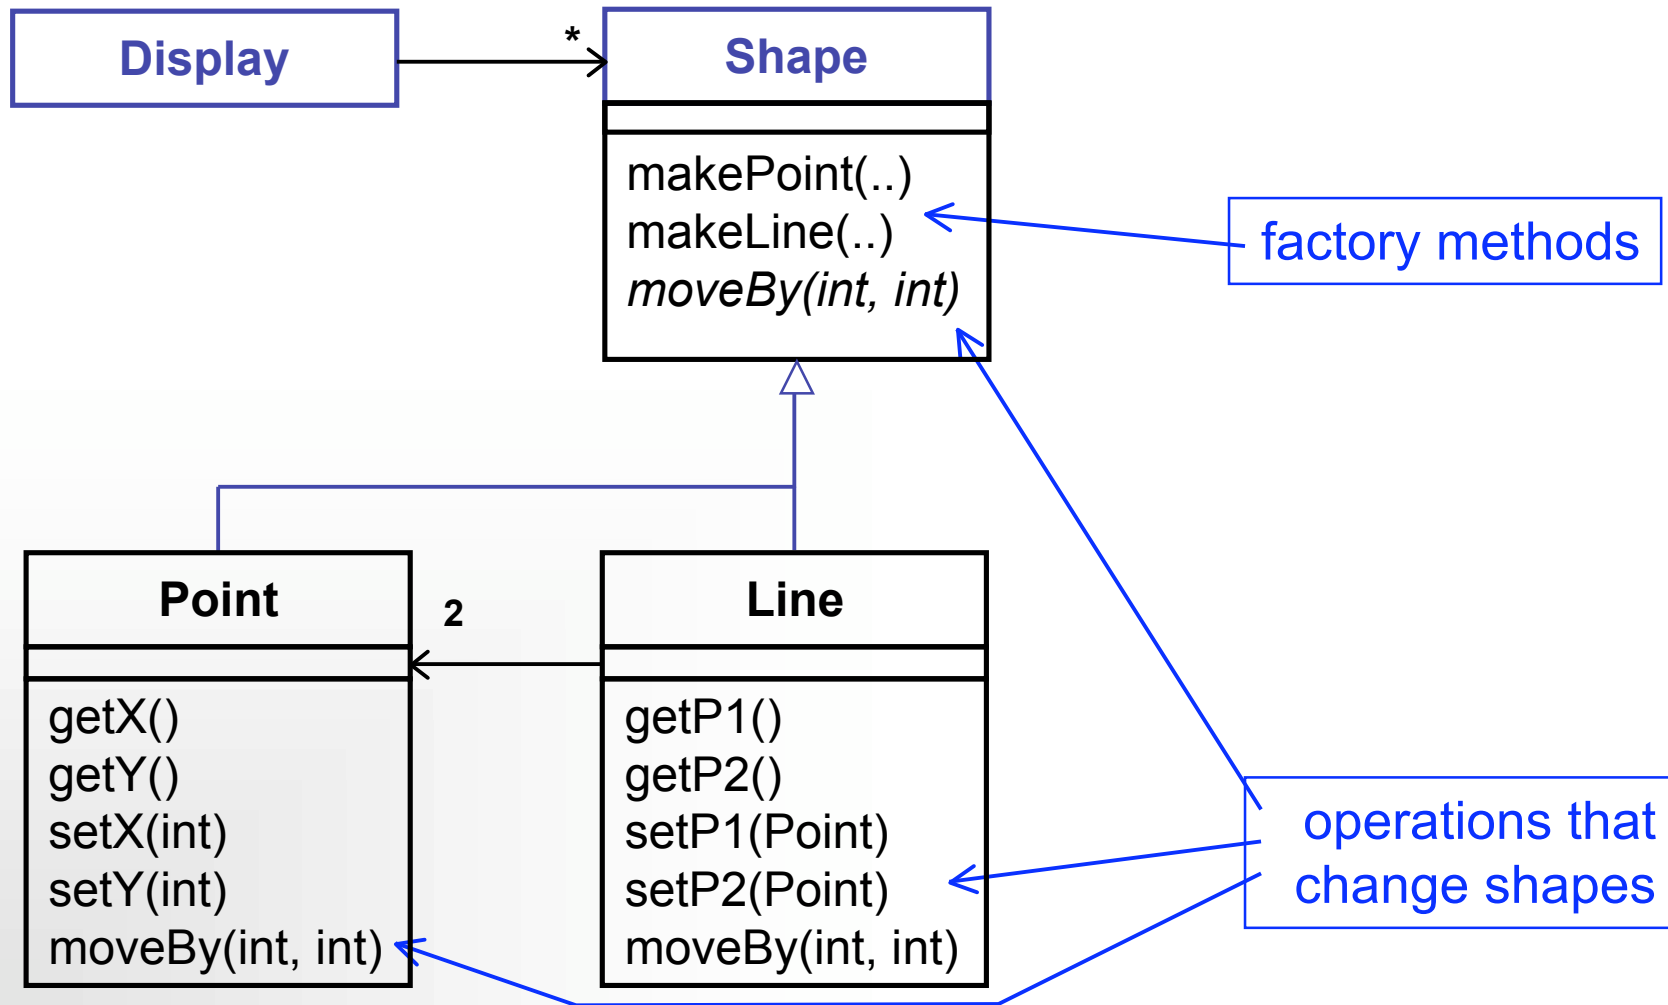 Display
*
Shape
makePoint(..)
makeLine(..)
moveBy(int, int)
factory methods
Point
getX()
getY()
setX(int)
setY(int)
moveBy(int, int)
2
Line
getP1()
getP2()
setP1(Point)
setP2(Point)
moveBy(int, int)
operations that
change shapes